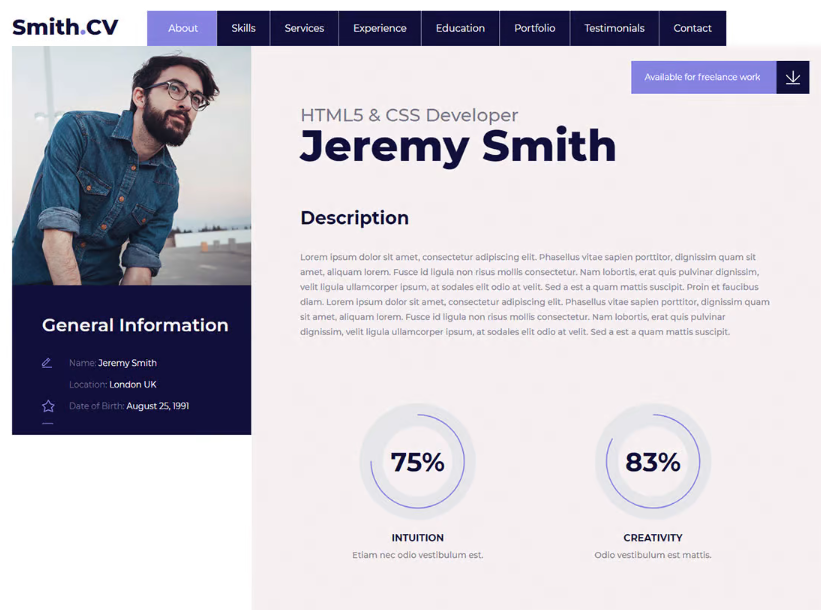 Smith.CV
About Skills Services Experience Education Portfolio Testimonials Contact
Available for freelance work
HTML5 & CSS Developer
Jeremy Smith
Description
Lorem ipsum dolor sit amet, consectetur adipiscing elit. Phasellus vitae sapien porttitor, dignissim quam sit
amet, aliquam lorem. Fusce id ligula non risus mollis consectetur. Nam lobortis, erat quis pulvinar dignissim,
velit ligula ullamcorper ipsum, at sodales elit odio at velit. Sed a est a quam mattis suscipit. Proin et faucibus
diam. Lorem ipsum dolor sit amet, consectetur adipiscing elit. Phasellus vitae sapien porttitor, dignissim quam
sit amet, aliquam lorem. Fusce id ligula non risus mollis consectetur. Nam lobortis, erat quis pulvinar
dignissim, velit ligula ullamcorper ipsum, at sodales elit odio at velit. Sed a est a quam mattis suscipit.
General Information
Name: Jeremy Smith
Location: London UK
Date of Birth: August 25, 1991
75%
INTUITION
Etiam nec odio vestibulum est.
83%
CREATIVITY
Odio vestibulum est mattis.